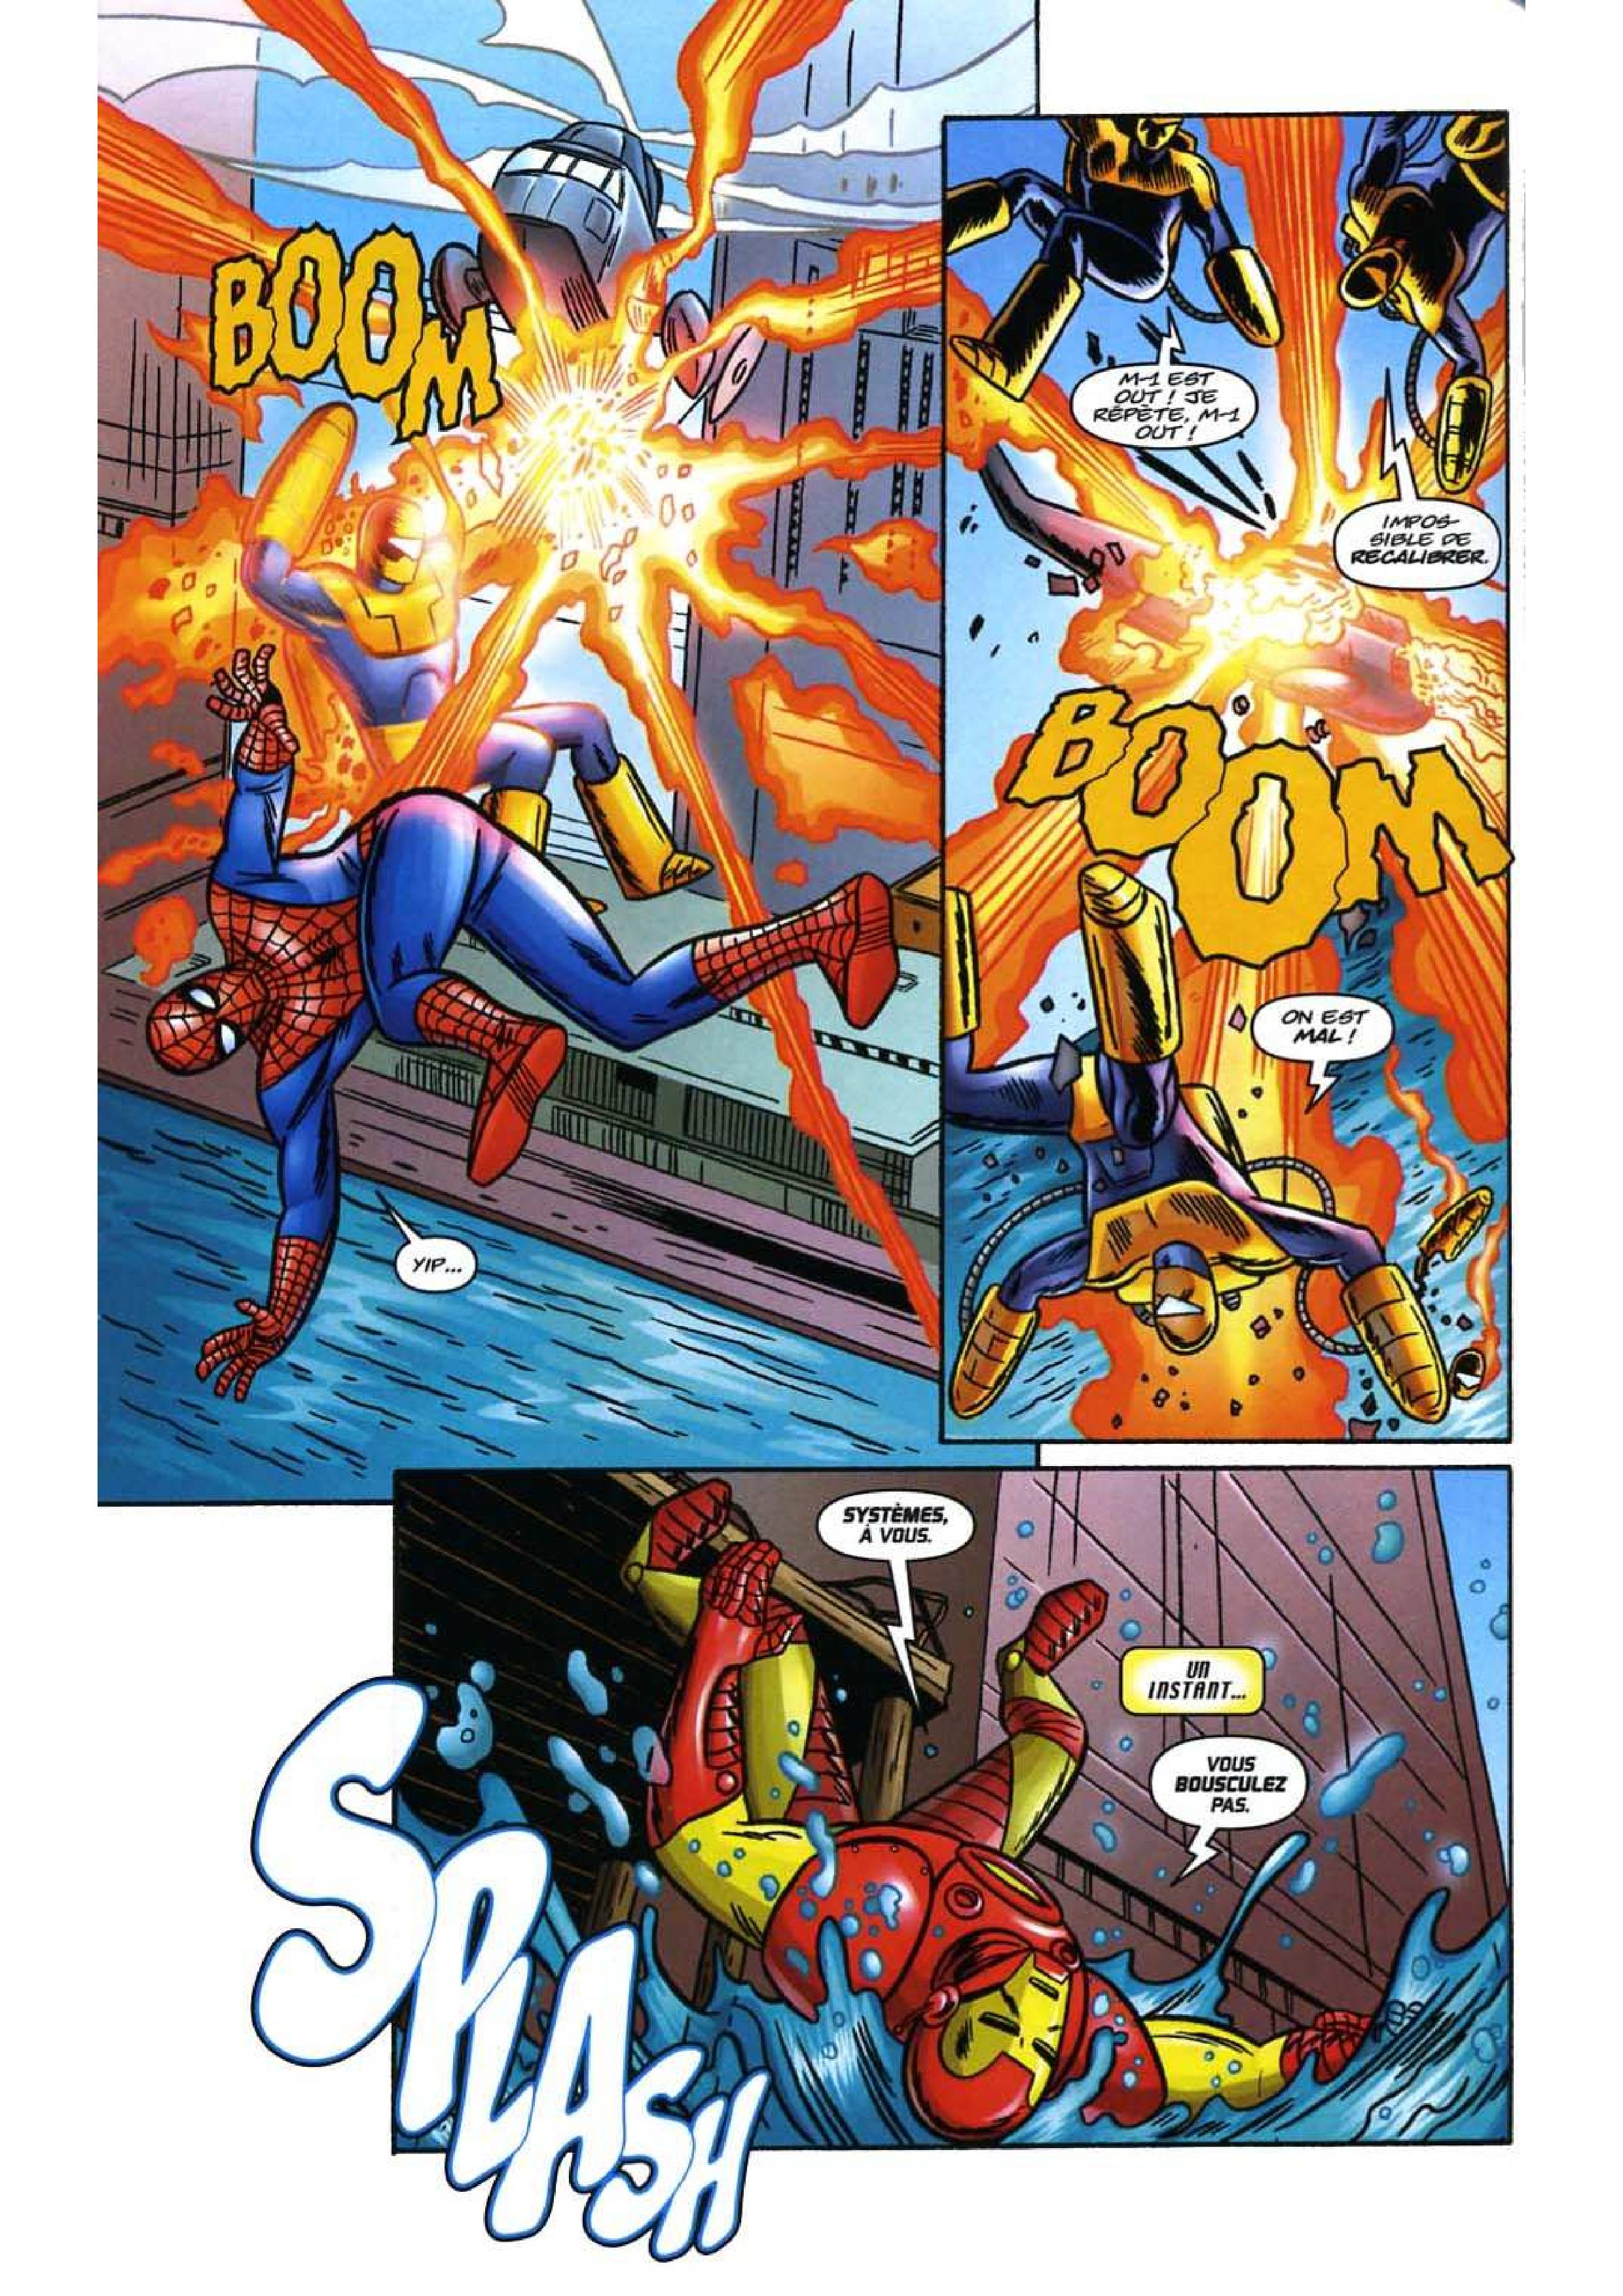 BOOM
YIP...
M-1 EST
OUT ! JE
RÉPÈTE, M-1
OUT !
IMPOS-
SIBLE DE
RECALIBRER.
BOOM
ON EST
MAL !
SYSTÈMES,
À VOUS.
UN
INSTANT...
VOUS
BOUSCULEZ
PAS.
SPLASH